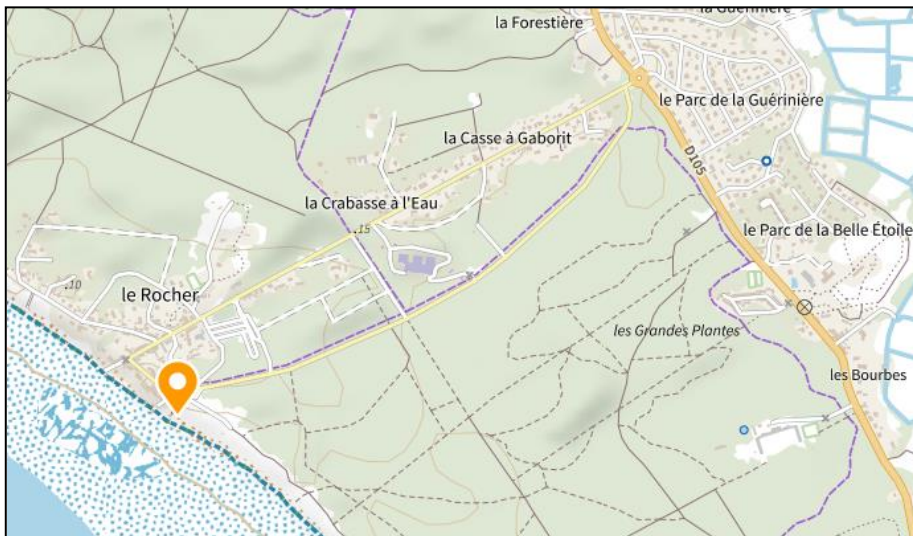 la Guérinière
la Forestière
le Parc de la Guérinière
la Casse á Gaborit
D105
la Crabasse à l'Eau
.15
le Parc de la Belle Étoile
.10
le Rocher
les Grandes Plantes
les Bourbes